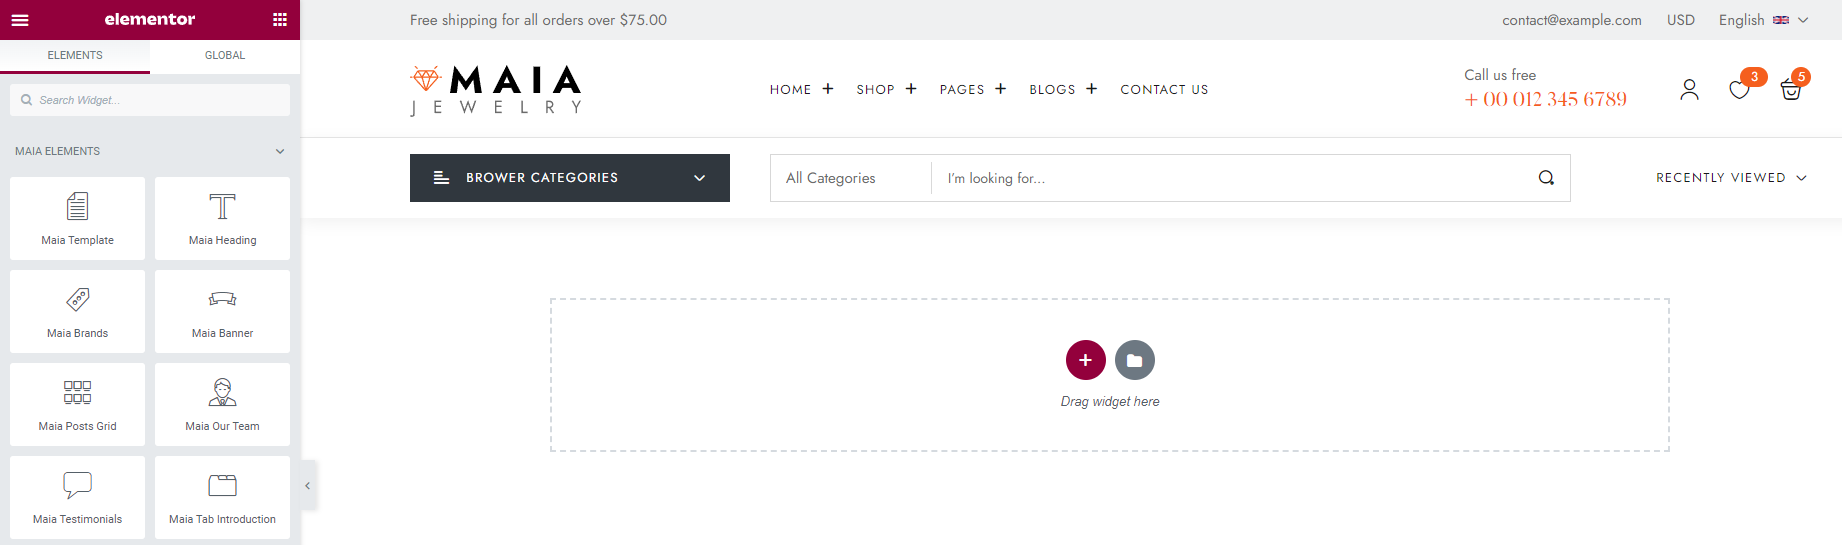 elementor
ELEMENTS GLOBAL
Search Widget...
MAIA ELEMENTS
Maia Template Maia Heading
Maia Brands Maia Banner
Maia Posts Grid Maia Our Team
Maia Testimonials Maia Tab Introduction
Free shipping for all orders over $75.00 contact@example.com USD English
MAIA
JEWELRY
HOME + SHOP + PAGES + BLOGS + CONTACT US
Call us free
+ 00 012 345 6789
3 5
BROWER CATEGORIES All Categories I'm looking for... RECENTLY VIEWED
Drag widget here